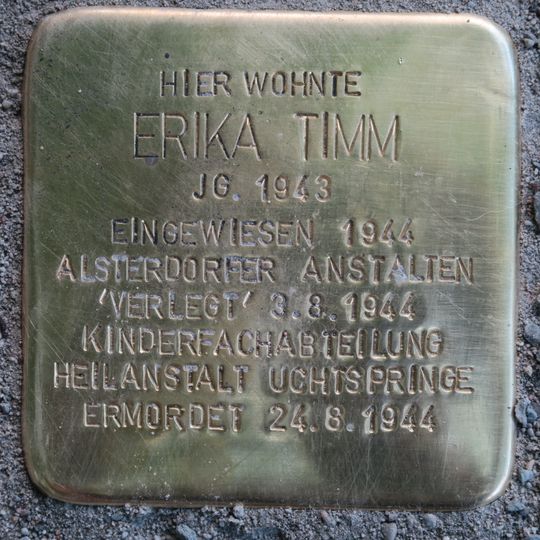 HIER WOHNTE
ERIKA TIMM
JG. 1943
EINGEWIESEN 1944
ALSTERDORFER ANSTALTEN
'VERLEGT' 3.8.1944
KINDERFACHABTEILUNG
HEILANSTALT UCHTSPRINGE
ERMORDET 24.8.1944